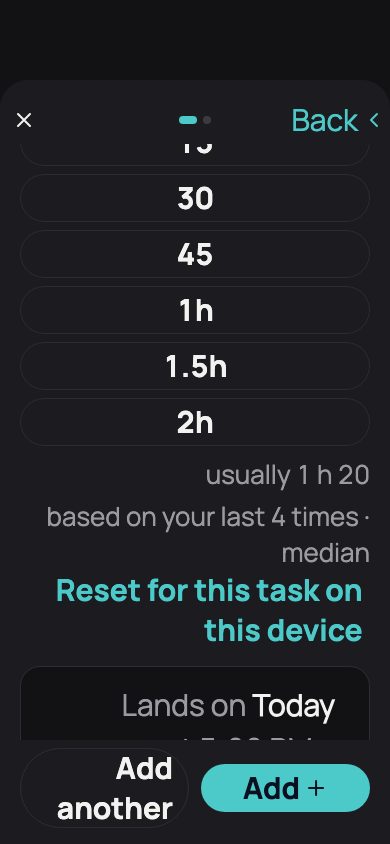 Back
15
30
45
1h
1.5h
2h
usually 1 h 20
based on your last 4 times ·
median
Reset for this task on
this device
Lands on Today
Add
another
Add +